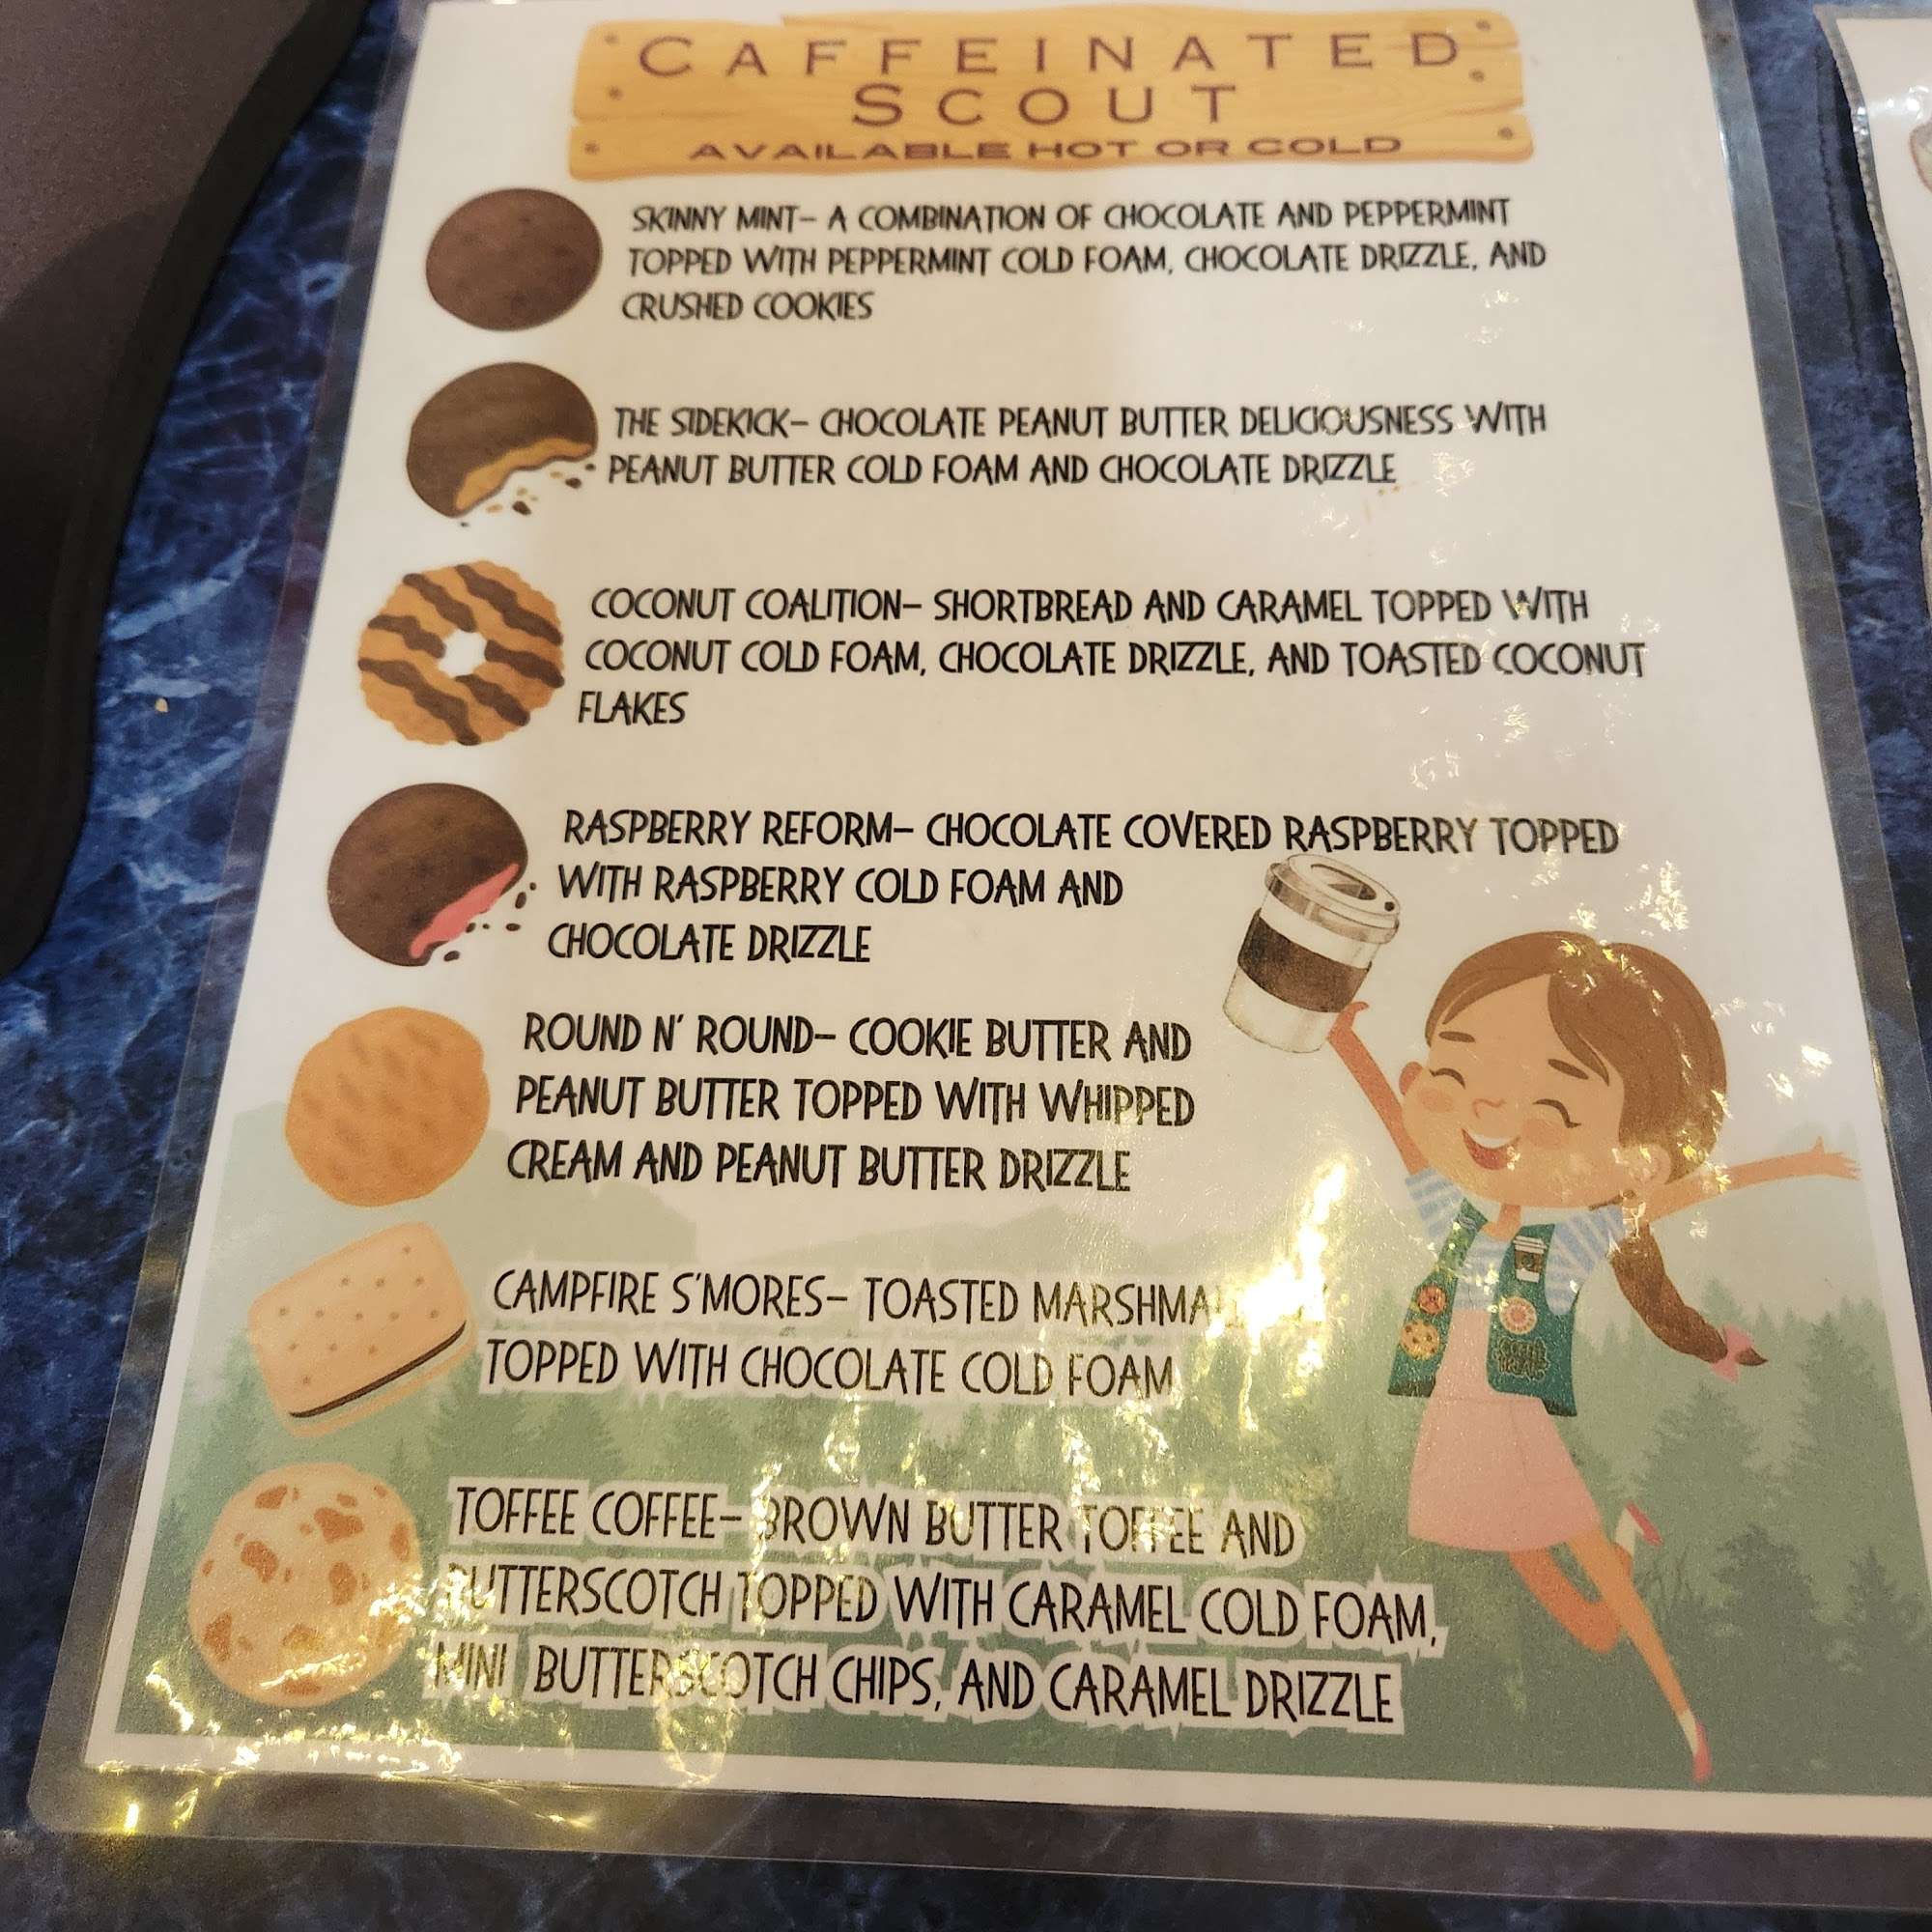 CAFFEINATED
SCOUT
AVAILABLE HOT OR COLD
SKINNY MINT– A COMBINATION OF CHOCOLATE AND PEPPERMINT
TOPPED WITH PEPPERMINT COLD FOAM, CHOCOLATE DRIZZLE, AND
CRUSHED COOKIES
THE SIDEKICK– CHOCOLATE PEANUT BUTTER DELICIOUSNESS WITH
PEANUT BUTTER COLD FOAM AND CHOCOLATE DRIZZLE
COCONUT COALITION– SHORTBREAD AND CARAMEL TOPPED WITH
COCONUT COLD FOAM, CHOCOLATE DRIZZLE, AND TOASTED COCONUT
FLAKES
RASPBERRY REFORM– CHOCOLATE COVERED RASPBERRY TOPPED
WITH RASPBERRY COLD FOAM AND
CHOCOLATE DRIZZLE
ROUND N' ROUND– COOKIE BUTTER AND
PEANUT BUTTER TOPPED WITH WHIPPED
CREAM AND PEANUT BUTTER DRIZZLE
CAMPFIRE S'MORES– TOASTED
TOPPED WITH CHOCOLATE COLD FOAM
TOFFEE COFFEE– BROWN BUTTER TOFFEE AND
BUTTERSCOTCH TOPPED WITH CARAMEL COLD FOAM,
MINI BUTTERSCOTCH CHIPS, AND CARAMEL DRIZZLE